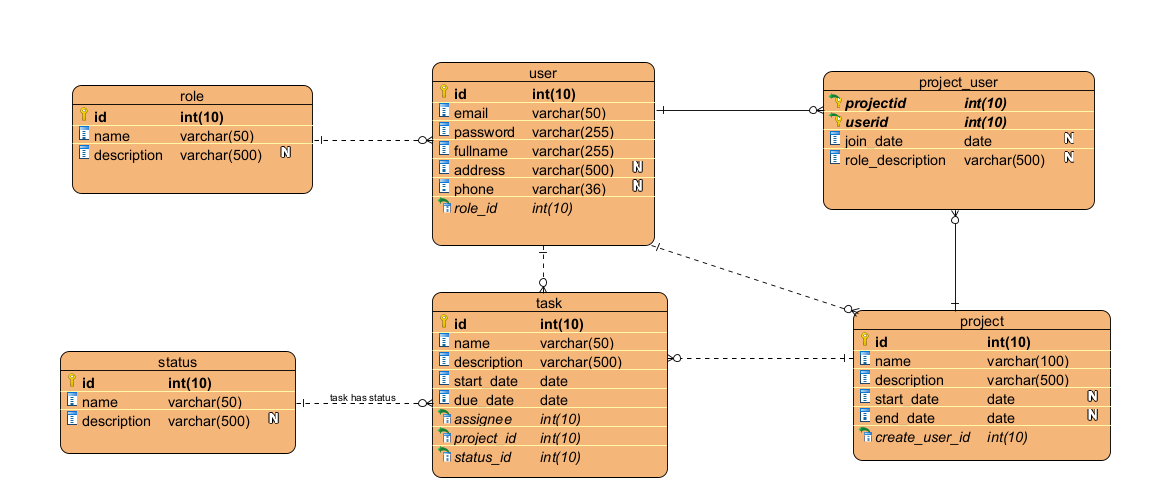 role
id int(10)
name varchar(50)
description varchar(500) N
user
id int(10)
email varchar(50)
password varchar(255)
fullname varchar(255)
address varchar(500) N
phone varchar(36) N
role_id int(10)
project_user
projectid int(10)
userid int(10)
join_date date N
role_description varchar(500) N
status
id int(10)
name varchar(50)
description varchar(500) N
task has status
task
id int(10)
name varchar(50)
description varchar(500)
start_date date
due_date date
assignee int(10)
project_id int(10)
status_id int(10)
project
id int(10)
name varchar(100)
description varchar(500)
start_date date N
end_date date N
create_user_id int(10)